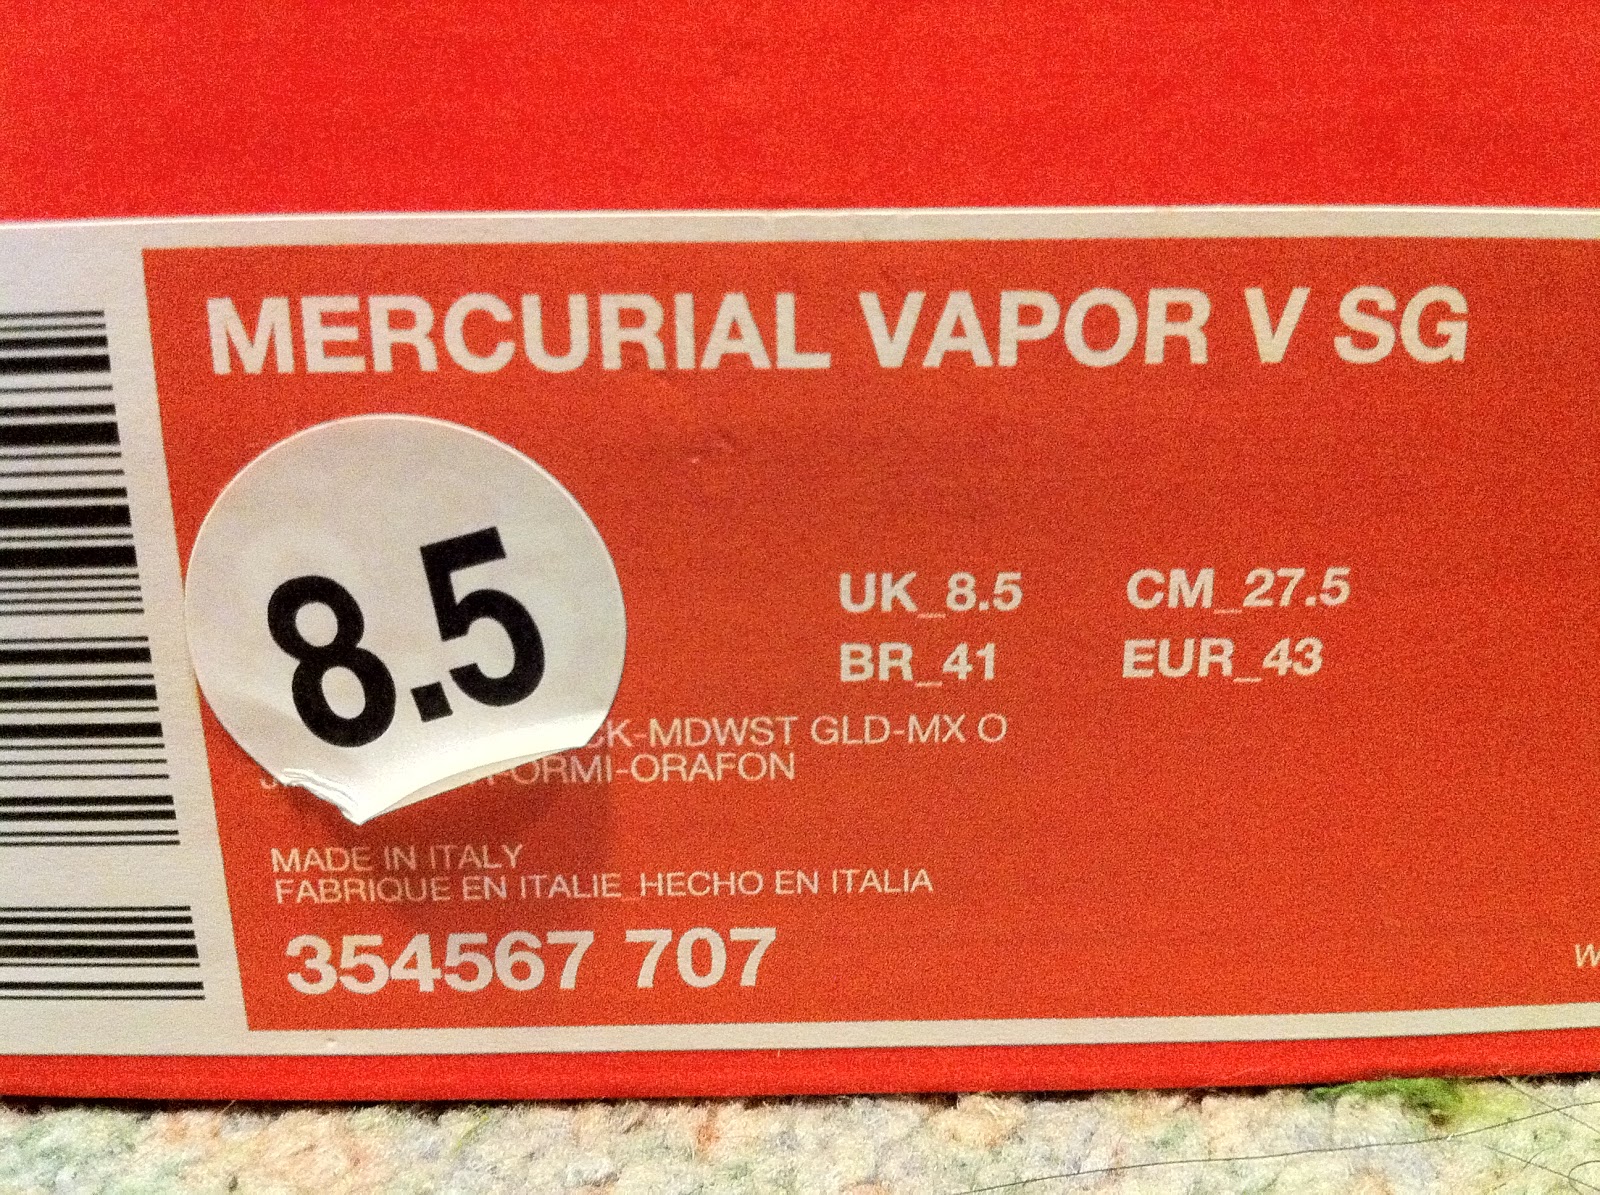 MERCURIAL VAPOR V SG
8.5
UK_8.5 CM_27.5
BR_41 EUR_43
CK-MDWST GLD-MX O
ORMI-ORAFON
MADE IN ITALY
FABRIQUE EN ITALIE_HECHO EN ITALIA
354567 707